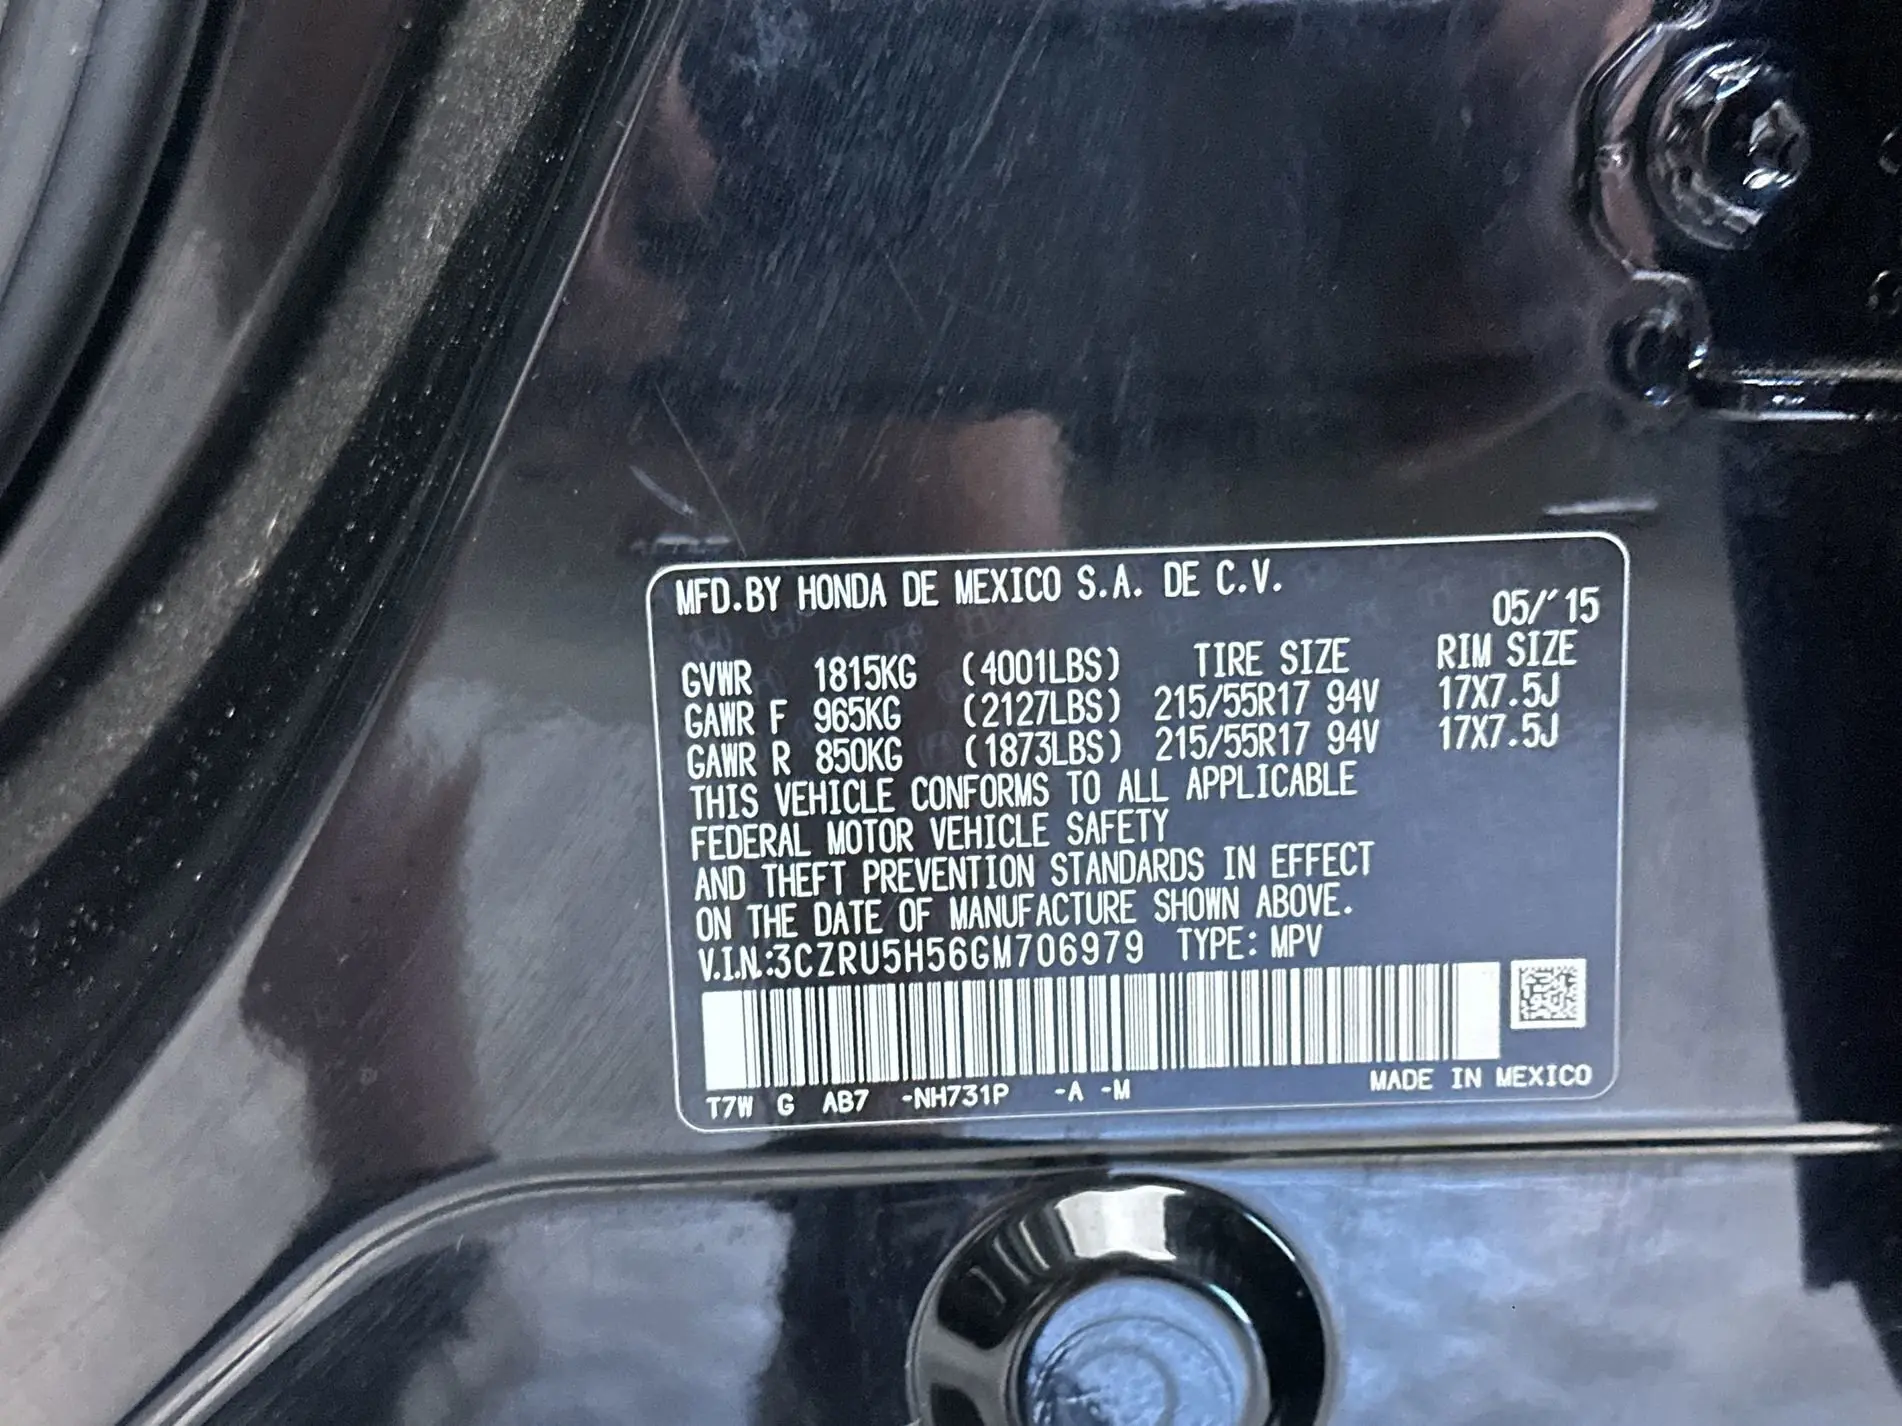 MFD.BY HONDA DE MEXICO S.A. DE C.V.
05/´15
GVWR 1815KG (4001LBS) TIRE SIZE RIM SIZE
GAWR F 965KG (2127LBS) 215/55R17 94V 17X7.5J
GAWR R 850KG (1873LBS) 215/55R17 94V 17X7.5J
THIS VEHICLE CONFORMS TO ALL APPLICABLE
FEDERAL MOTOR VEHICLE SAFETY
AND THEFT PREVENTION STANDARDS IN EFFECT
ON THE DATE OF MANUFACTURE SHOWN ABOVE.
V.I.N.:3CZRU5H56GM706979 TYPE: MPV
T7W G AB7 -NH731P -A -M MADE IN MEXICO